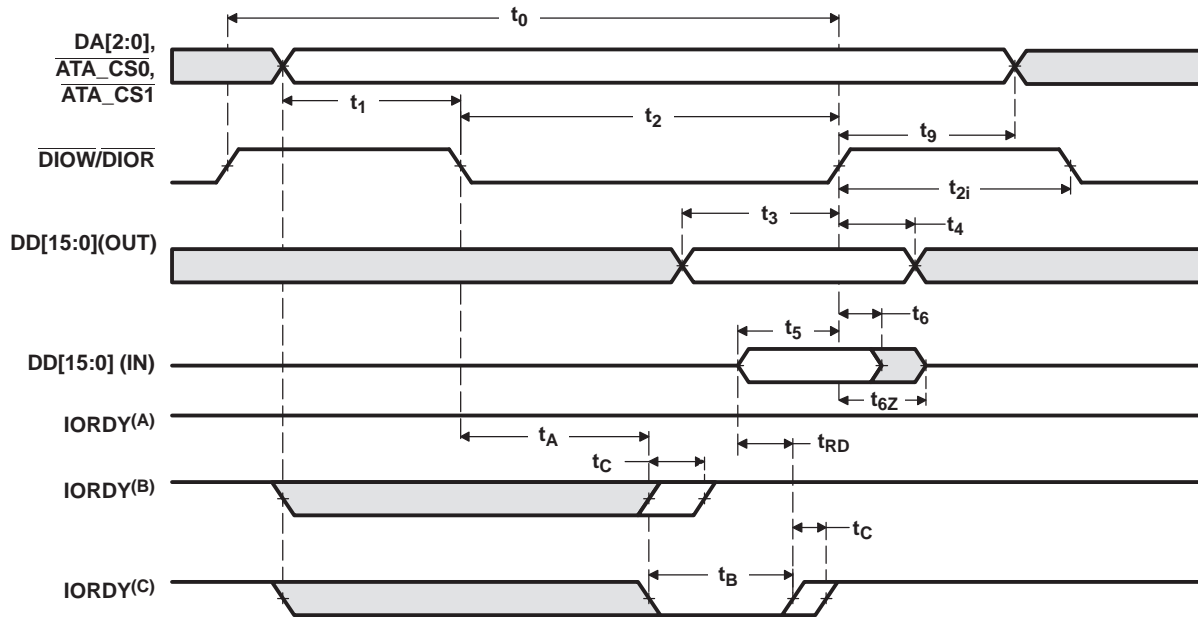 t0
DA[2:0],
ATA_CS0,
ATA_CS1
t1
t2
t9
DIOW/DIOR
t2i
t3
t4
DD[15:0](OUT)
t6
t5
DD[15:0] (IN)
t6Z
IORDY(A)
tA
tRD
tC
IORDY(B)
tC
tB
IORDY(C)